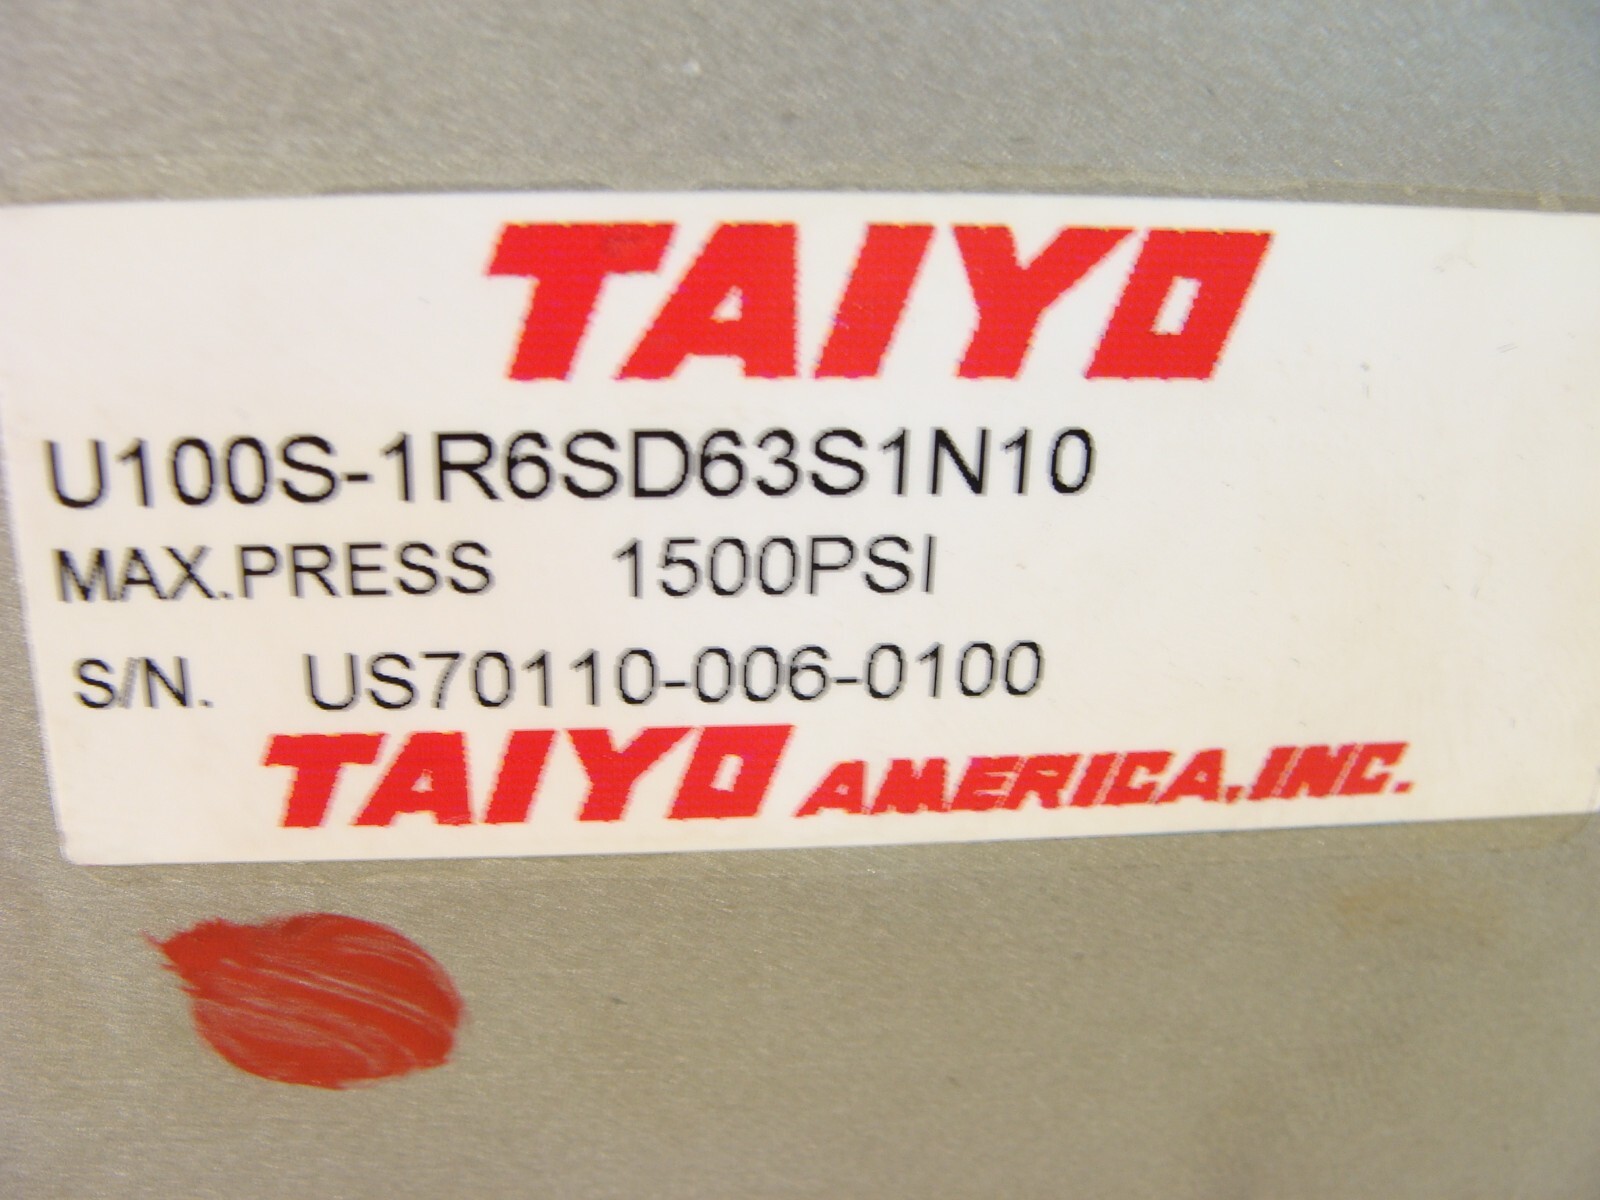 TAIYO
U100S-1R6SD63S1N10
MAX.PRESS 1500PSI
S/N. US70110-006-0100
TAIYO AMERICA,INC.